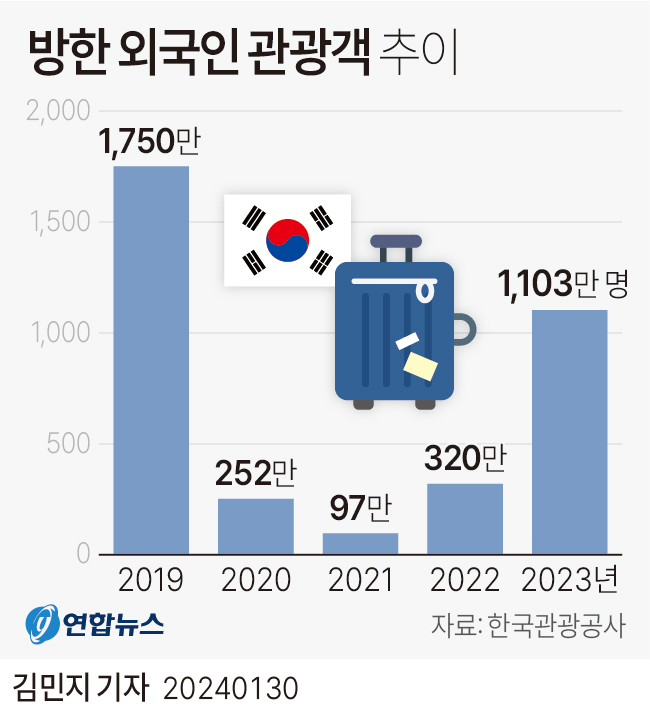 방한 외국인 관광객 추이
2,000
1,750만
1,500
1,103만 명
1,000
500
320만
252만
97만
0
2019 2020 2021 2022 2023년
연합뉴스
자료: 한국관광공사
김민지 기자 20240130